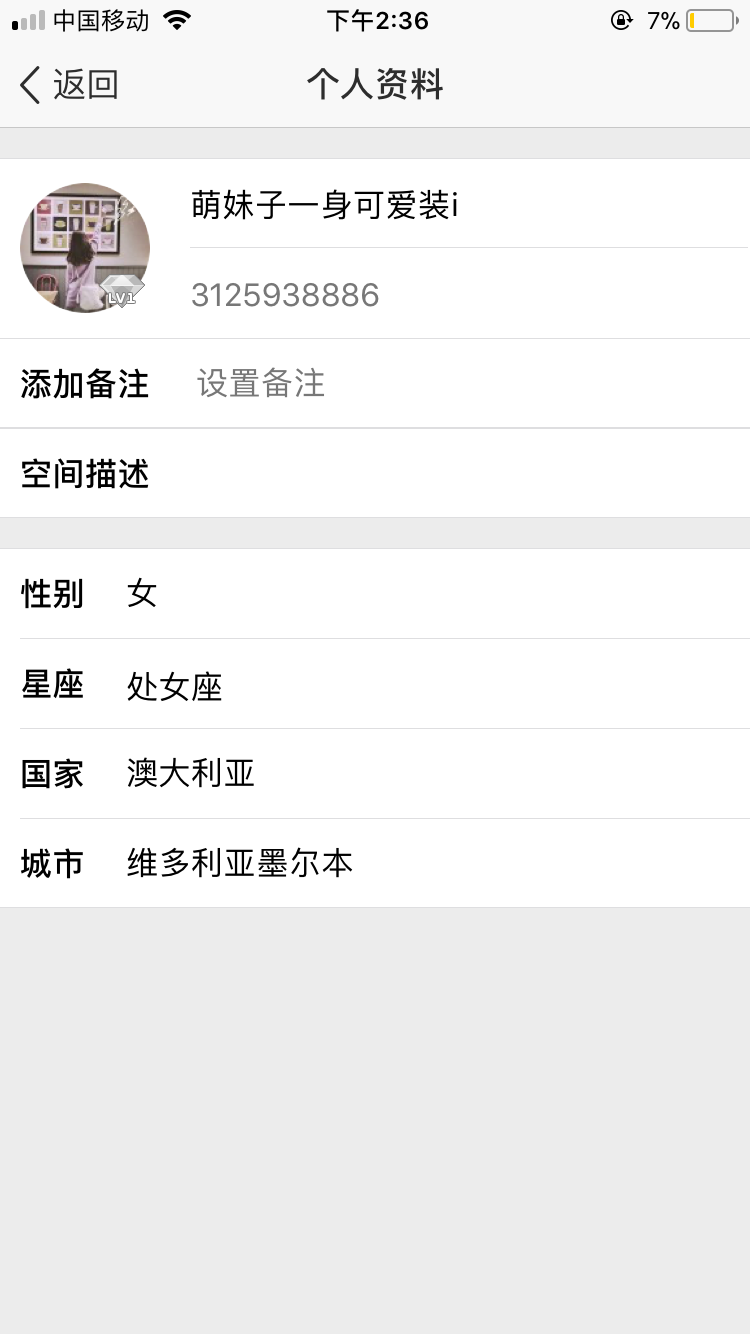 中国移动 下午2:36 7%
返回 个人资料
萌妹子一身可爱装i
LV1
3125938886
添加备注 设置备注
空间描述
性别 女
星座 处女座
国家 澳大利亚
城市 维多利亚墨尔本